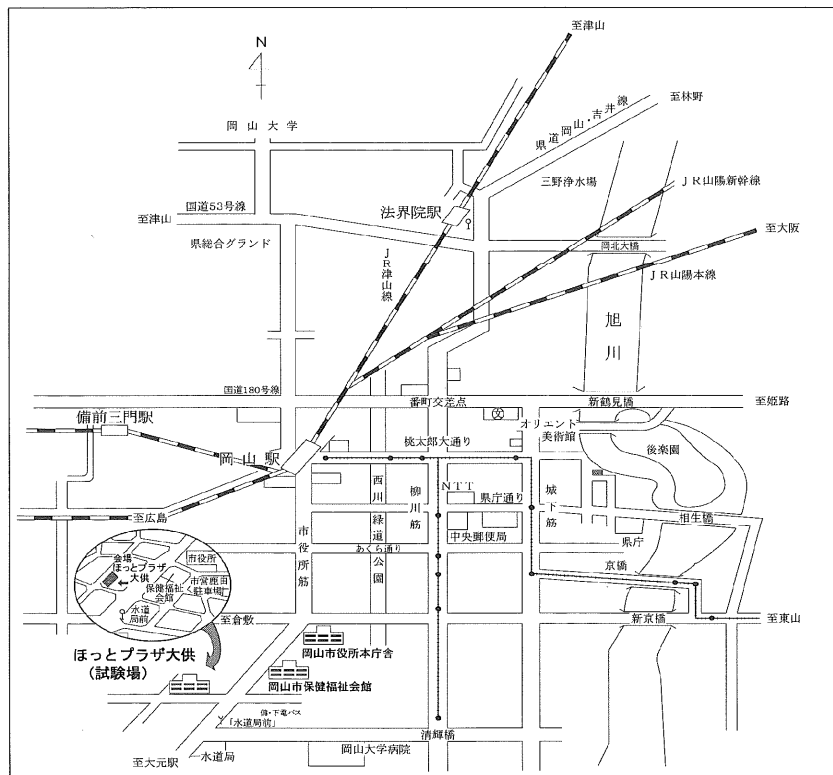 至津山
N
岡山大学
県道岡山・吉井線
至林野
三野浄水場
JR山陽新幹線
国道53号線
至津山
法界院駅
県総合グランド
岡北大橋
至大阪
JR津山線
JR山陽本線
旭川
国道180号線
番町交差点
新鶴見橋
至姫路
備前三門駅
文
オリエント
美術館
桃太郎大通り
後楽園
岡山駅
西川緑道公園
柳川筋
NTT
県庁通り
城下筋
相生橋
至広島
市役所筋
中央郵便局
県庁
あくら通り
京橋
市役所
会場
ほっとプラザ
大供
保健福祉
会館
市営鹿田
駐車場
水道
局前
至倉敷
新京橋
至東山
ほっとプラザ大供
(試験場)
岡山市役所本庁舎
岡山市保健福祉会館
備・下電バス
「水道局前」
清輝橋
至大元駅
水道局
岡山大学病院